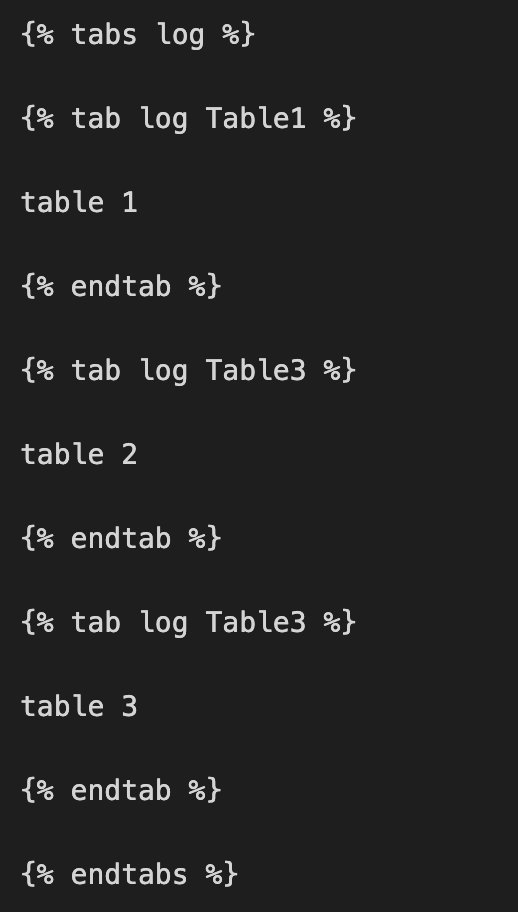 {% tabs log %}
{% tab log Table1 %}
table 1
{% endtab %}
{% tab log Table3 %}
table 2
{% endtab %}
{% tab log Table3 %}
table 3
{% endtab %}
{% endtabs %}